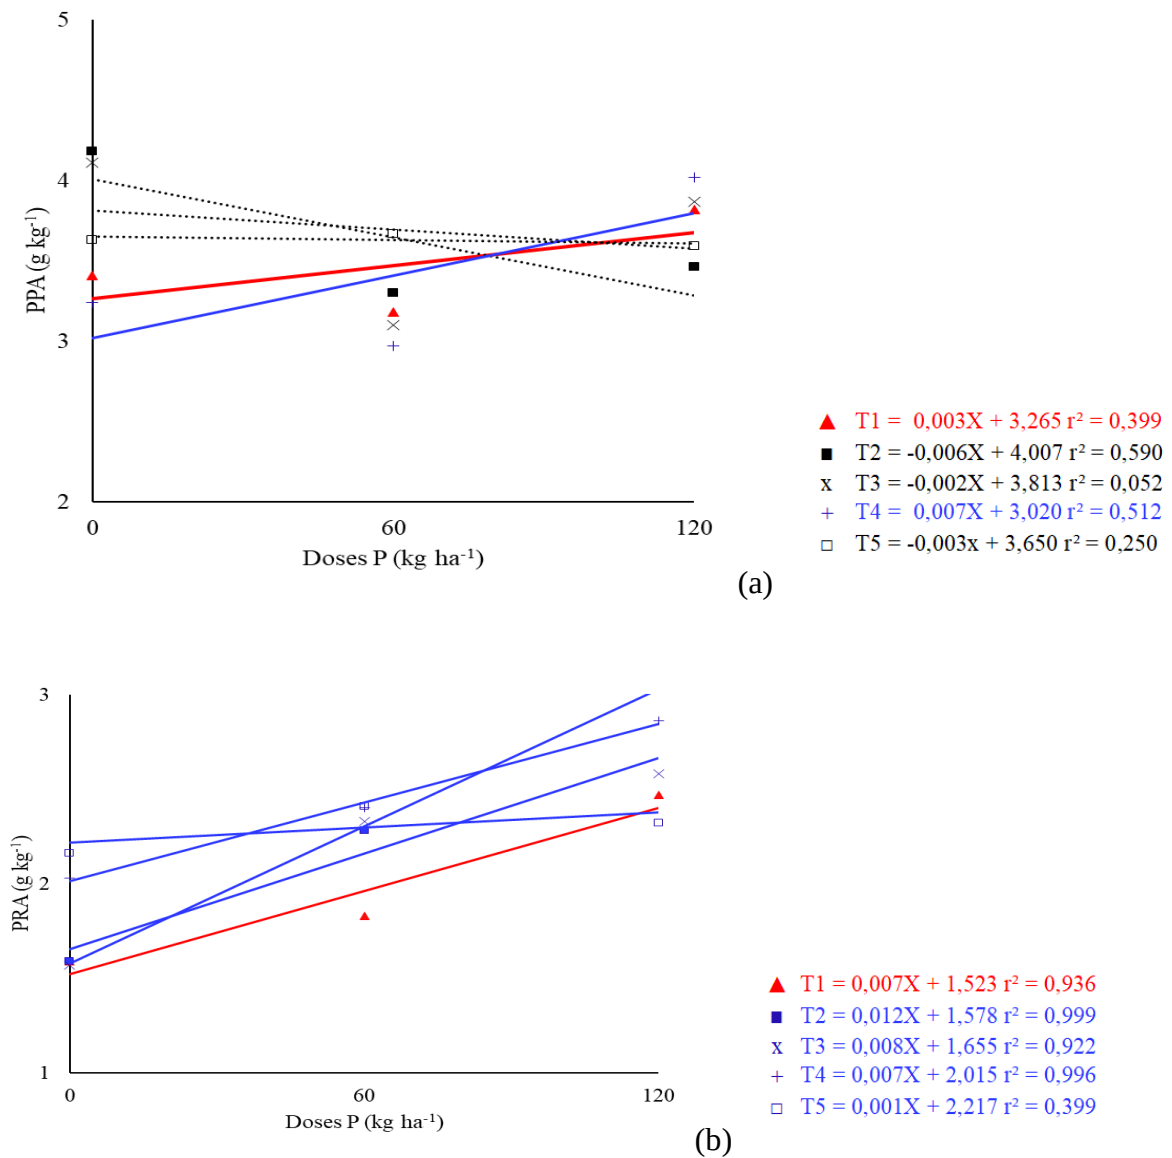 5
4
3
2
PPA (g kg⁻¹)
0 60 120
Doses P (kg ha⁻¹)
▲ T1 = 0,003X + 3,265 r² = 0,399
■ T2 = -0,006X + 4,007 r² = 0,590
x T3 = -0,002X + 3,813 r² = 0,052
+ T4 = 0,007X + 3,020 r² = 0,512
□ T5 = -0,003x + 3,650 r² = 0,250
(a)
3
2
1
PRA (g kg⁻¹)
0 60 120
Doses P (kg ha⁻¹)
▲ T1 = 0,007X + 1,523 r² = 0,936
■ T2 = 0,012X + 1,578 r² = 0,999
x T3 = 0,008X + 1,655 r² = 0,922
+ T4 = 0,007X + 2,015 r² = 0,996
□ T5 = 0,001X + 2,217 r² = 0,399
(b)